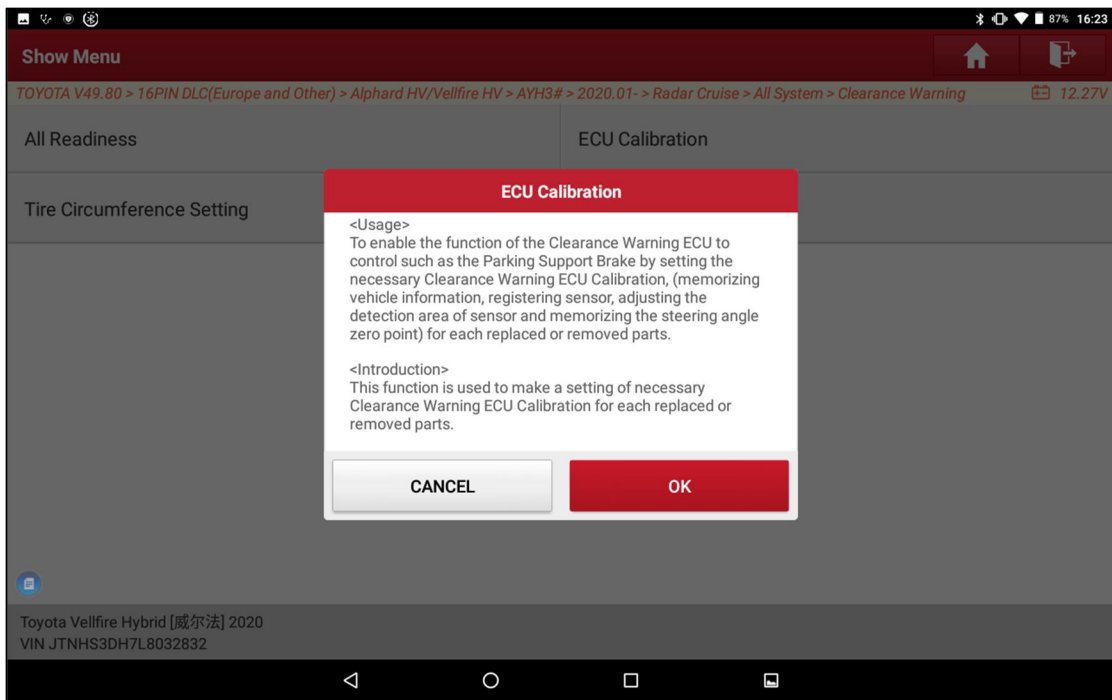 87% 16:23
Show Menu
TOYOTA V49.80 > 16PIN DLC(Europe and Other) > Alphard HV/Vellfire HV > AYH3# > 2020.01- > Radar Cruise > All System > Clearance Warning 12.27V
All Readiness
ECU Calibration
Tire Circumference Setting
ECU Calibration
<Usage>
To enable the function of the Clearance Warning ECU to
control such as the Parking Support Brake by setting the
necessary Clearance Warning ECU Calibration, (memorizing
vehicle information, registering sensor, adjusting the
detection area of sensor and memorizing the steering angle
zero point) for each replaced or removed parts.
<Introduction>
This function is used to make a setting of necessary
Clearance Warning ECU Calibration for each replaced or
removed parts.
CANCEL
OK
Toyota Vellfire Hybrid [威尔法] 2020
VIN JTNHS3DH7L8032832